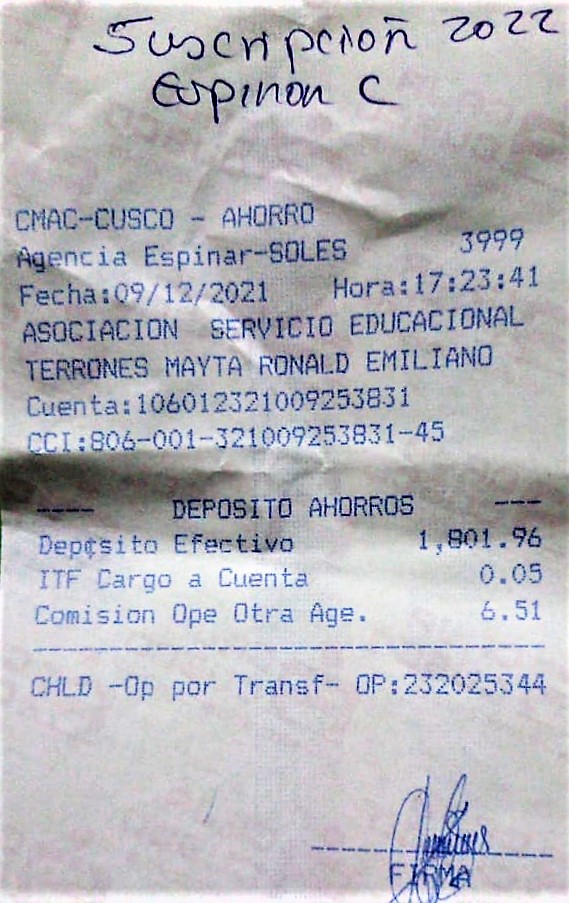 Suscripcioñ 2022
Espinar C
CMAC-CUSCO - AHORRO
Agencia Espinar-SOLES 3999
Fecha:09/12/2021 Hora:17:23:41
ASOCIACION SERVICIO EDUCACIONAL
TERRONES MAYTA RONALD EMILIANO
Cuenta:106012321009253831
CCI:806-001-321009253831-45
---- DEPOSITO AHORROS ---
Depósito Efectivo 1,801.96
ITF Cargo a Cuenta 0.05
Comision Ope Otra Age. 6.51
CHLD -Op por Transf- OP:232025344
FIRMA